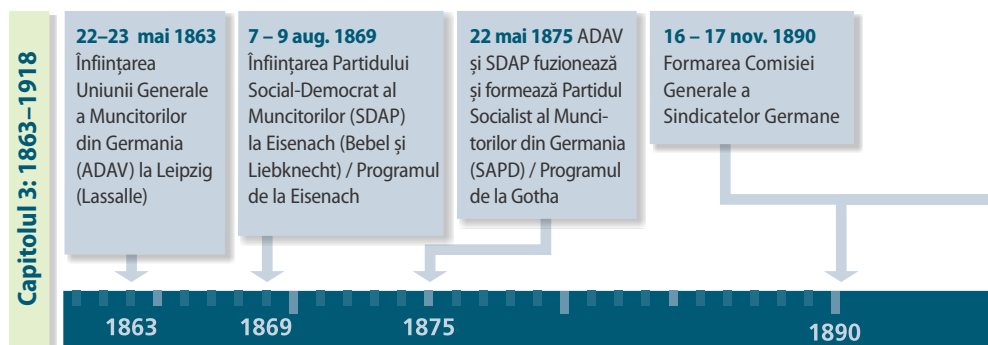 Capitolul 3: 1863–1918
22–23 mai 1863
Înființarea
Uniunii Generale
a Muncitorilor
din Germania
(ADAV) la Leipzig
(Lassalle)
7 – 9 aug. 1869
Înființarea Partidului
Social-Democrat al
Muncitorilor (SDAP)
la Eisenach (Bebel și
Liebknecht) / Programul
de la Eisenach
22 mai 1875 ADAV
și SDAP fuzionează
și formează Partidul
Socialist al Munci-
torilor din Germania
(SAPD) / Programul
de la Gotha
16 – 17 nov. 1890
Formarea Comisiei
Generale a
Sindicatelor Germane
1863
1869
1875
1890